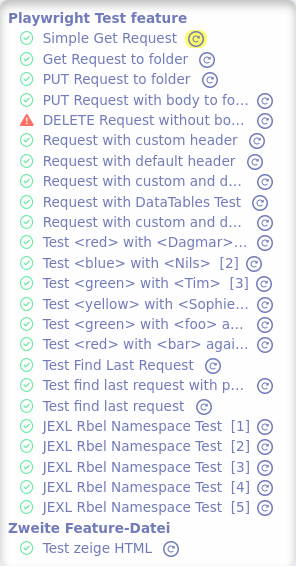 Playwright Test feature
Simple Get Request
Get Request to folder
PUT Request to folder
PUT Request with body to fo...
DELETE Request without bo...
Request with custom header
Request with default header
Request with custom and d...
Request with DataTables Test
Request with custom and d...
Test <red> with <Dagmar>...
Test <blue> with <Nils> [2]
Test <green> with <Tim> [3]
Test <yellow> with <Sophie...
Test <green> with <foo> a...
Test <red> with <bar> agai...
Test Find Last Request
Test find last request with p...
Test find last request
JEXL Rbel Namespace Test [1]
JEXL Rbel Namespace Test [2]
JEXL Rbel Namespace Test [3]
JEXL Rbel Namespace Test [4]
JEXL Rbel Namespace Test [5]
Zweite Feature-Datei
Test zeige HTML